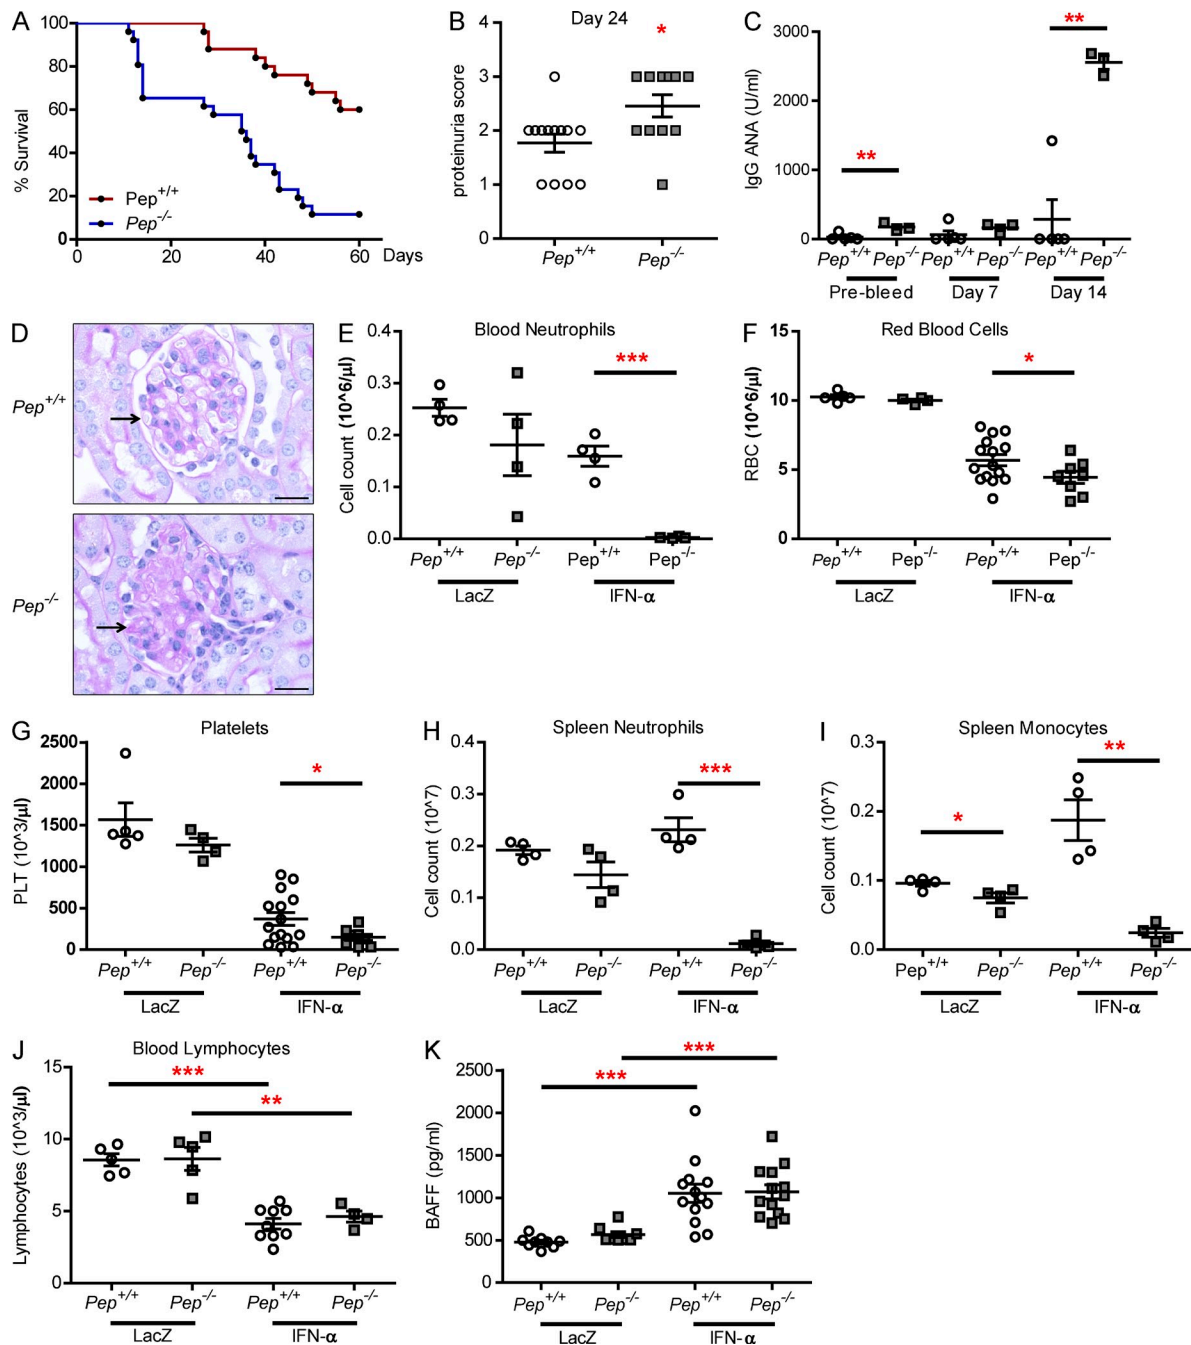 A
% Survival
100
80
60
40
20
0
Pep+/+
Pep-/-
0 20 40 60 Days
B
Day 24
proteinuria score
4
3
2
1
0
*
Pep+/+ Pep-/-
C
IgG ANA (U/ml)
3000
2000
1000
0
** **
Pep+/+ Pep-/- Pep+/+ Pep-/- Pep+/+ Pep-/-
Pre-bleed Day 7 Day 14
D
Pep+/+
Pep-/-
E
Blood Neutrophils
Cell count (10^6/μl)
0.4
0.3
0.2
0.1
0.0
***
Pep+/+ Pep-/- Pep+/+ Pep-/-
LacZ IFN-α
F
Red Blood Cells
RBC (10^6/μl)
15
10
5
0
*
Pep+/+ Pep-/- Pep+/+ Pep-/-
LacZ IFN-α
G
Platelets
PLT (10^3/μl)
2500
2000
1500
1000
500
0
*
Pep+/+ Pep-/- Pep+/+ Pep-/-
LacZ IFN-α
H
Spleen Neutrophils
Cell count (10^7)
0.4
0.3
0.2
0.1
0.0
***
Pep+/+ Pep-/- Pep+/+ Pep-/-
LacZ IFN-α
I
Spleen Monocytes
Cell count (10^7)
0.3
0.2
0.1
0.0
* **
Pep+/+ Pep-/- Pep+/+ Pep-/-
LacZ IFN-α
J
Blood Lymphocytes
Lymphocytes (10^3/μl)
15
10
5
0
***
**
Pep+/+ Pep-/- Pep+/+ Pep-/-
LacZ IFN-α
K
BAFF (pg/ml)
2500
2000
1500
1000
500
0
***
***
Pep+/+ Pep-/- Pep+/+ Pep-/-
LacZ IFN-α